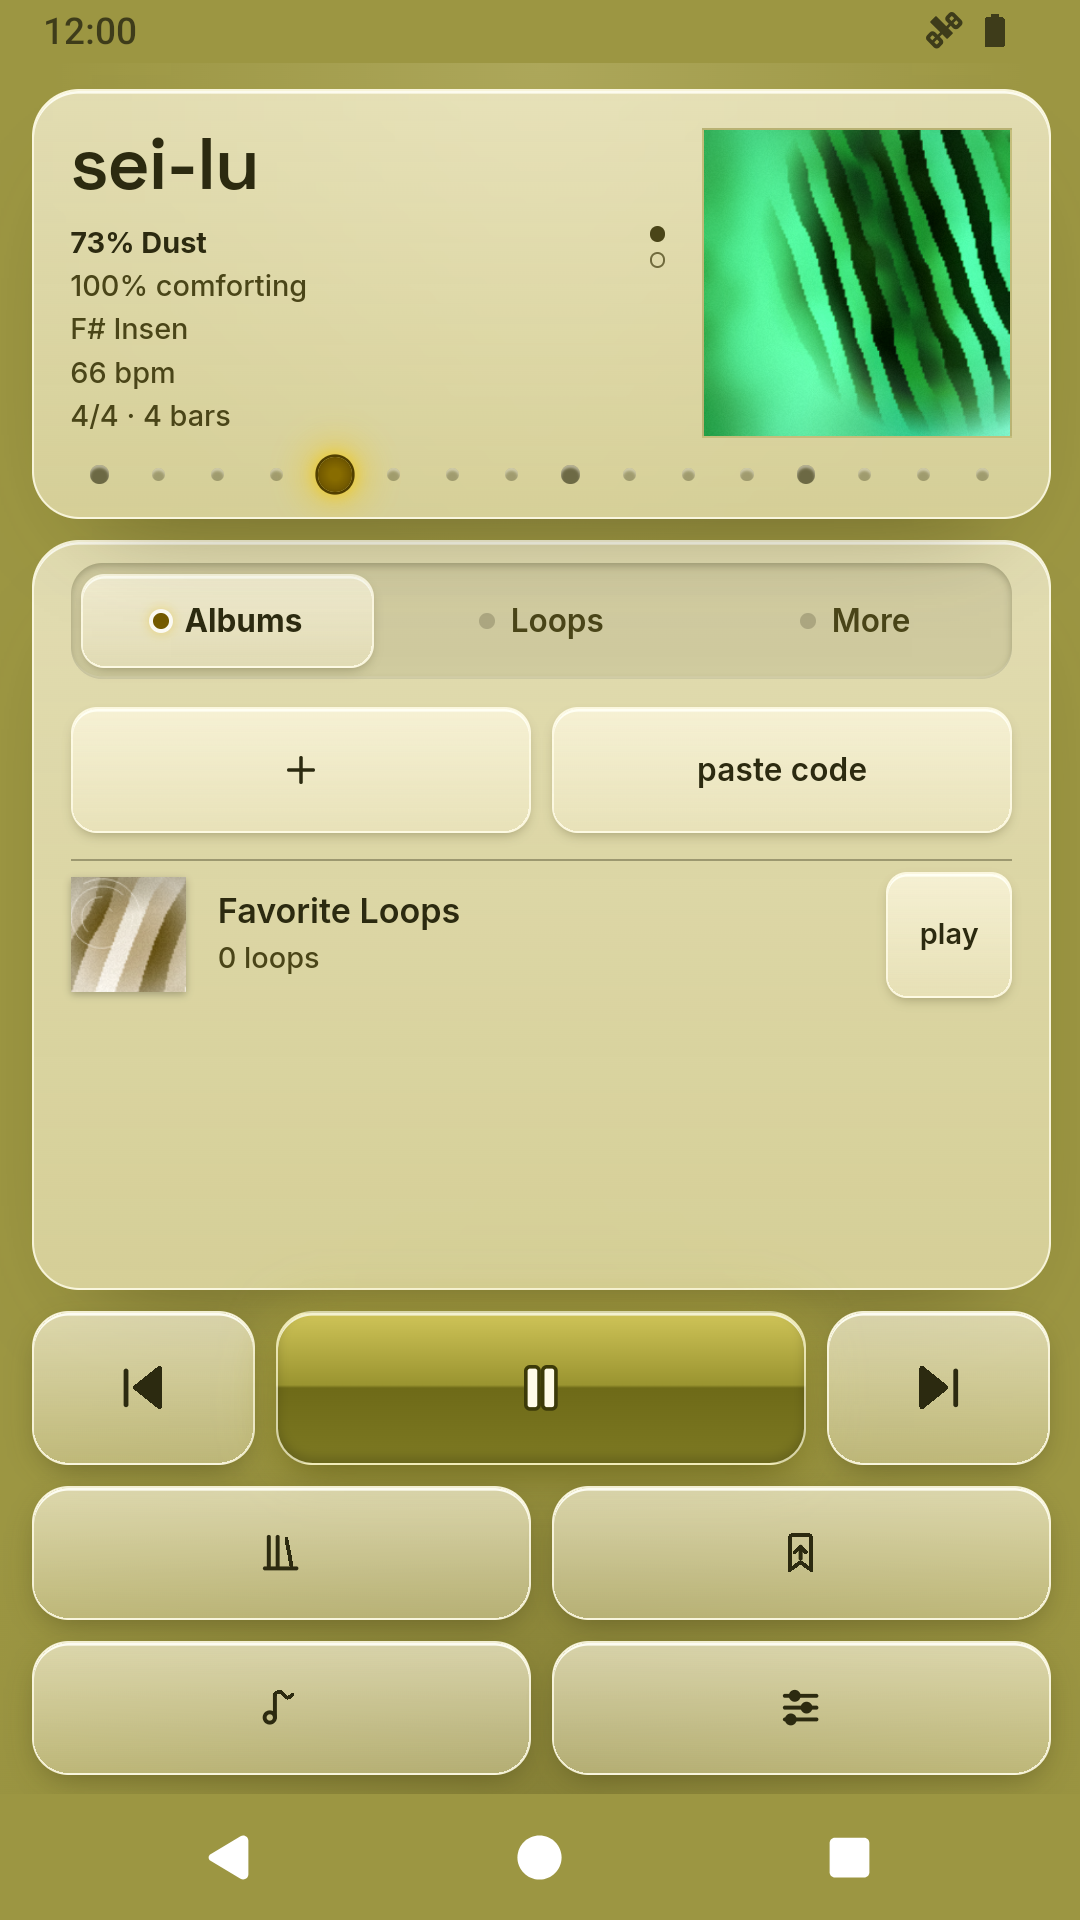 12:00
sei-lu
73% Dust
100% comforting
F# Insen
66 bpm
4/4 · 4 bars
Albums
Loops
More
paste code
Favorite Loops
0 loops
play